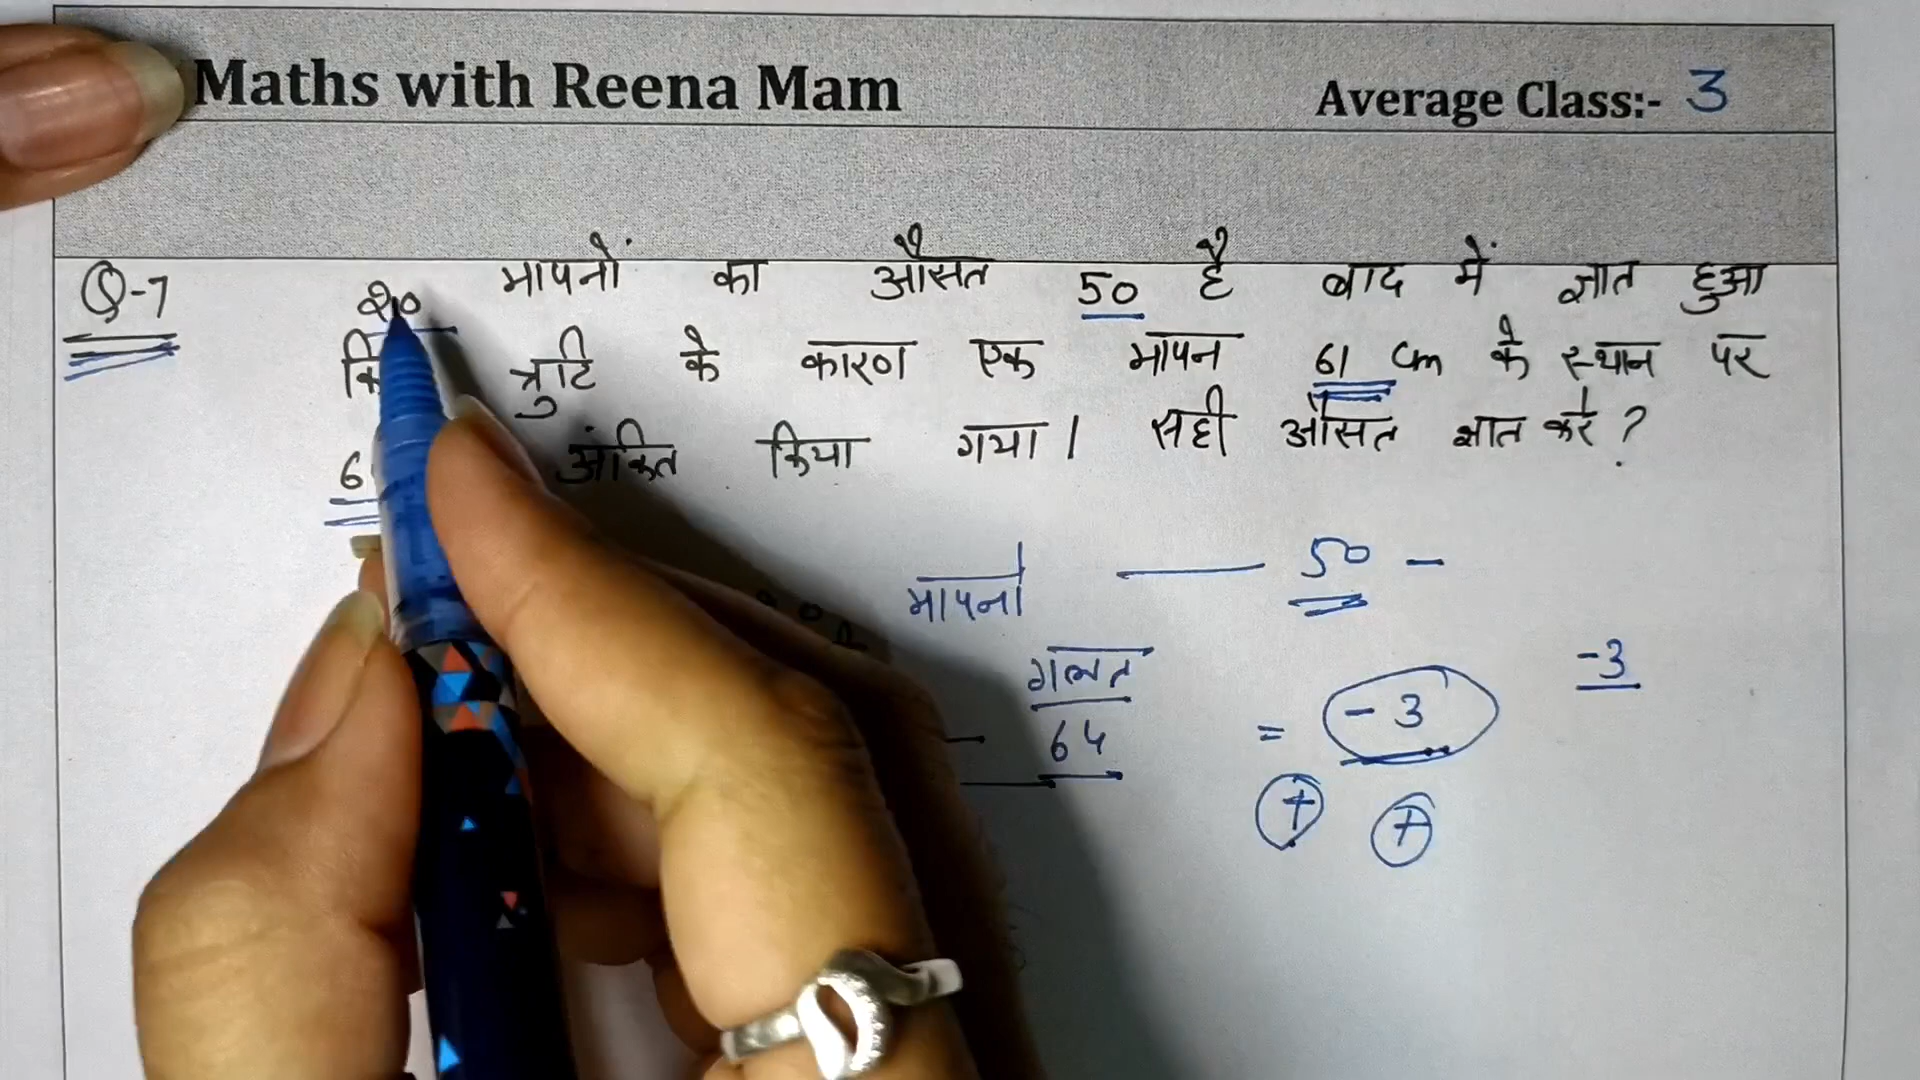 Maths with Reena Mam
Average Class:- 3
Q-7 20 मापनों का औसत 50 है बाद में ज्ञात हुआ
कि त्रुटि के कारण एक मापन 61 cm के स्थान पर
अंकित किया गया। सही औसत ज्ञात करे ?
मापनों — 50 -
गलत
- 64 = - 3
-3
+ +